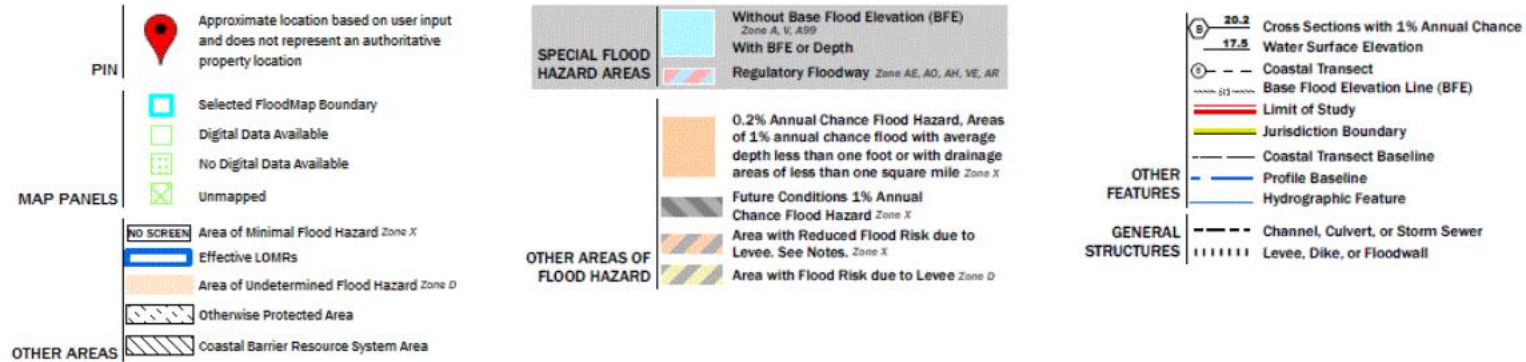 PIN
Approximate location based on user input
and does not represent an authoritative
property location
MAP PANELS
Selected FloodMap Boundary
Digital Data Available
No Digital Data Available
Unmapped
OTHER AREAS
NO SCREEN Area of Minimal Flood Hazard Zone X
Effective LOMRs
Area of Undetermined Flood Hazard Zone D
Otherwise Protected Area
Coastal Barrier Resource System Area
SPECIAL FLOOD
HAZARD AREAS
Without Base Flood Elevation (BFE)
Zone A, V, A99
With BFE or Depth
Regulatory Floodway Zone AE, AO, AH, VE, AR
OTHER AREAS OF
FLOOD HAZARD
0.2% Annual Chance Flood Hazard, Areas
of 1% annual chance flood with average
depth less than one foot or with drainage
areas of less than one square mile Zone X
Future Conditions 1% Annual
Chance Flood Hazard Zone X
Area with Reduced Flood Risk due to
Levee. See Notes. Zone X
Area with Flood Risk due to Levee Zone D
OTHER
FEATURES
B 20.2 Cross Sections with 1% Annual Chance
17.5 Water Surface Elevation
Coastal Transect
Base Flood Elevation Line (BFE)
Limit of Study
Jurisdiction Boundary
Coastal Transect Baseline
Profile Baseline
Hydrographic Feature
GENERAL
STRUCTURES
Channel, Culvert, or Storm Sewer
Levee, Dike, or Floodwall